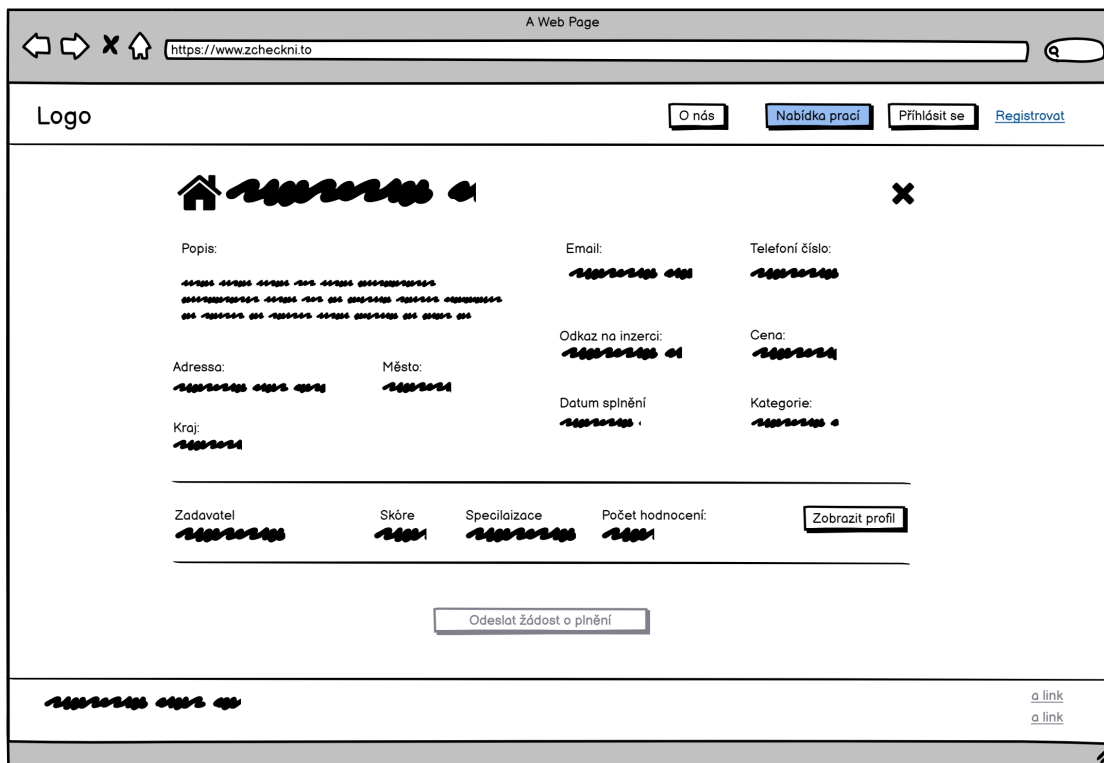 A Web Page
https://www.zcheckni.to
Logo
O nás
Nabídka prací
Příhlásit se
Registrovat
Popis:
Email:
Telefoní číslo:
Odkaz na inzerci:
Cena:
Adressa:
Město:
Datum splnění
Kategorie:
Kraj:
Zadavatel
Skóre
Specilaizace
Počet hodnocení:
Zobrazit profil
Odeslat žádost o plnění
a link
a link